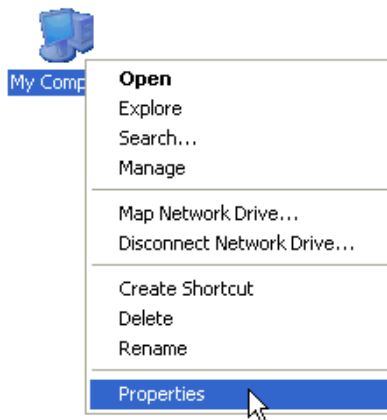 My Comp
Open
Explore
Search...
Manage
Map Network Drive...
Disconnect Network Drive...
Create Shortcut
Delete
Rename
Properties